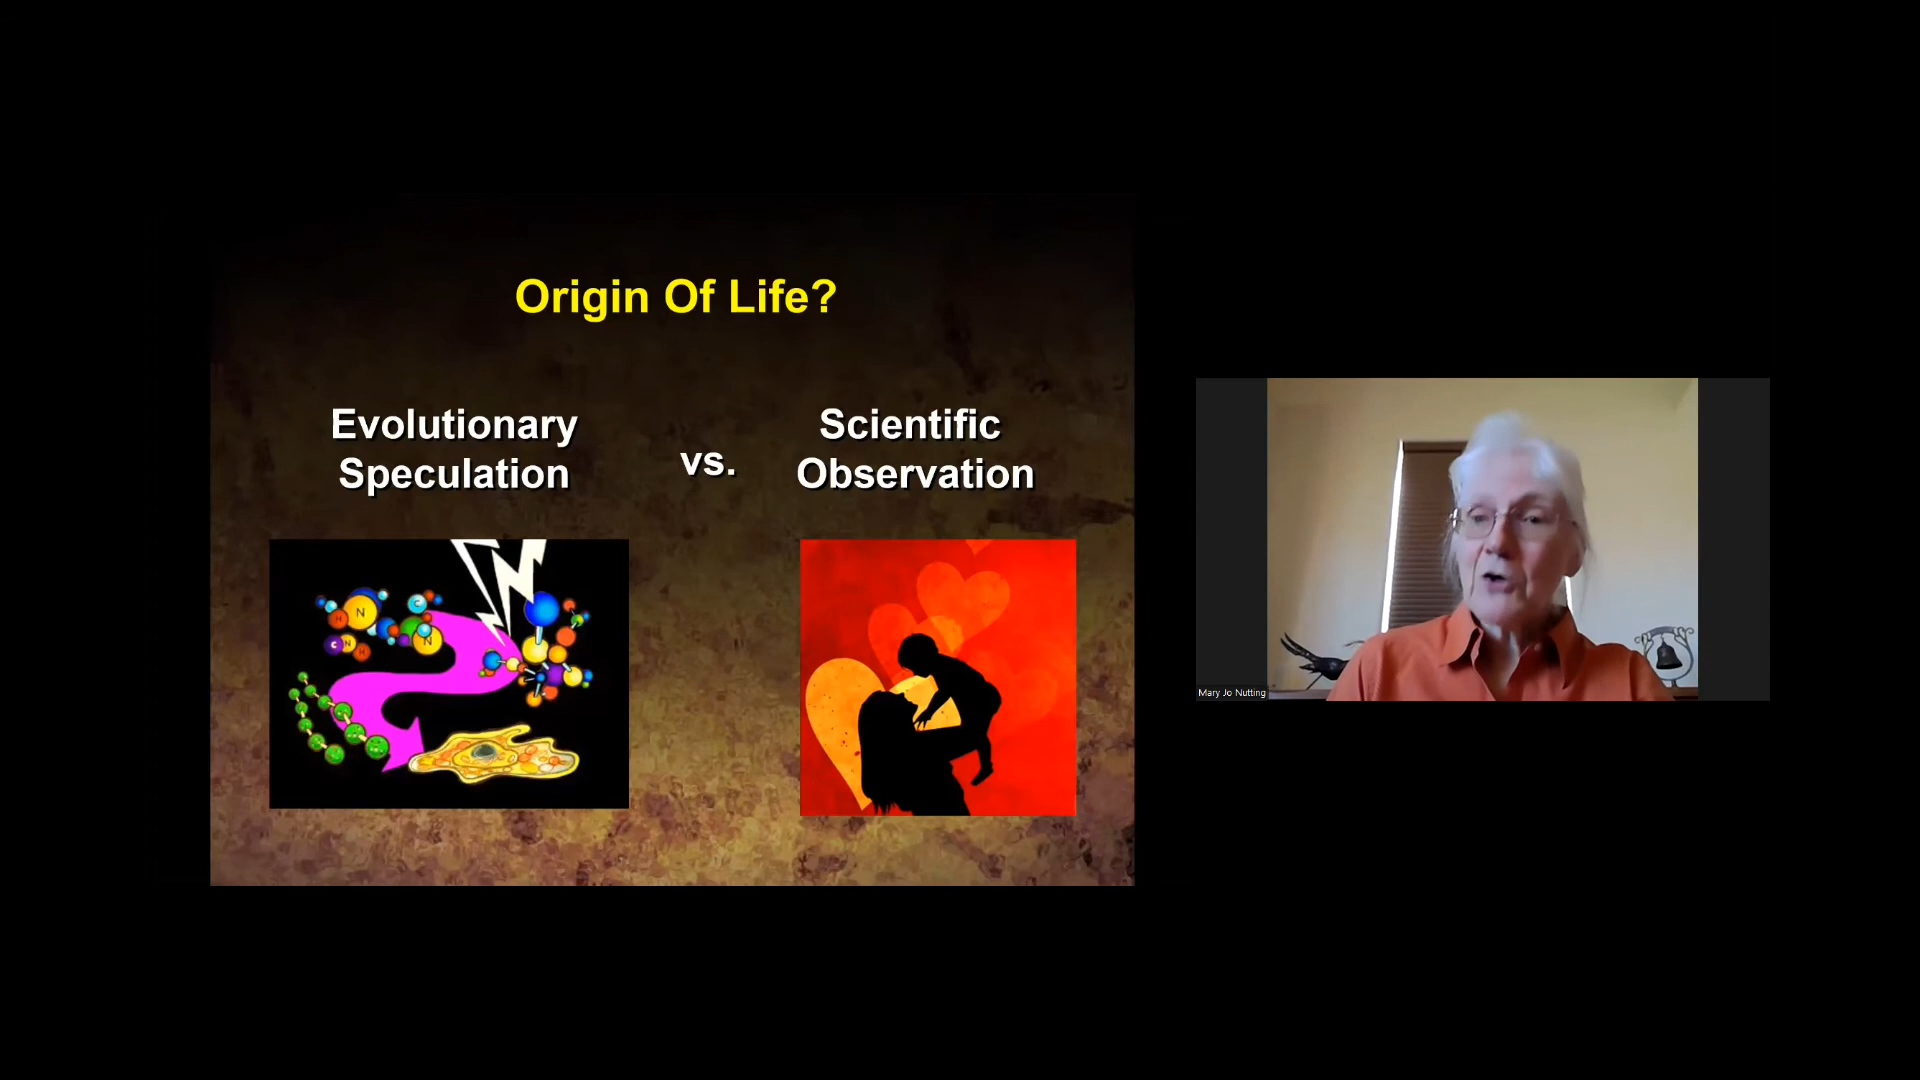 Origin Of Life?
Evolutionary
Speculation
vs.
Scientific
Observation
N
H
C
N
C
N
H
Mary Jo Nutting